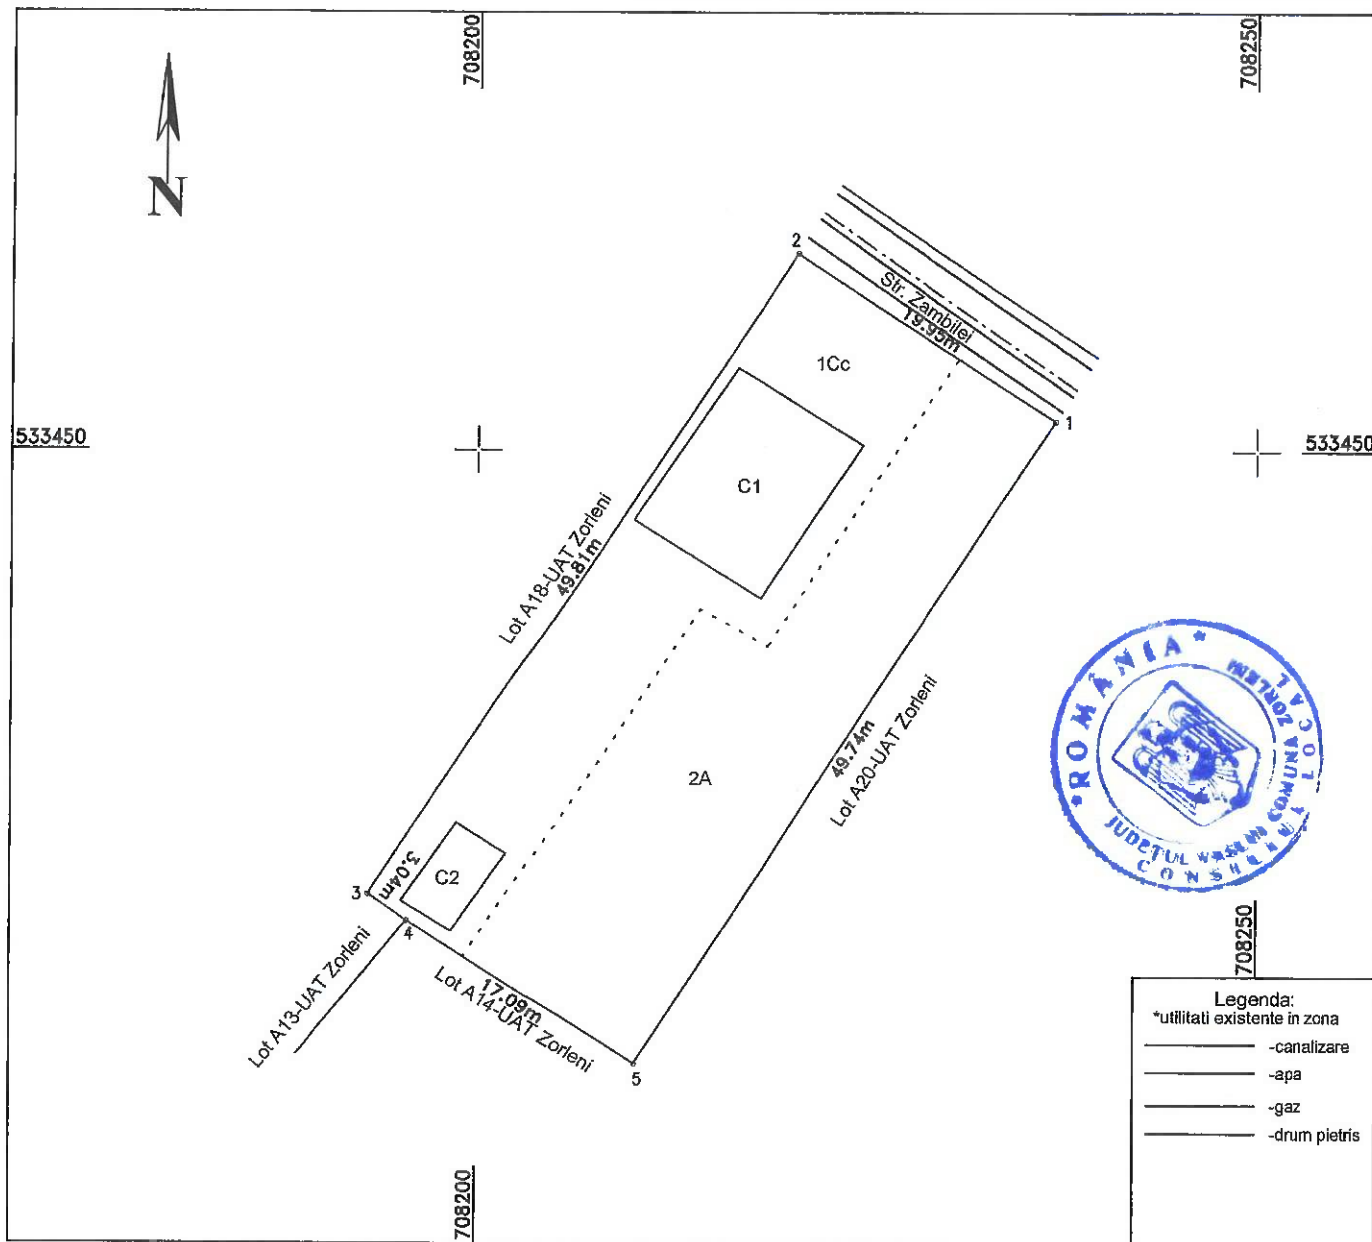 708200
708250
N
2
Str. Zambilei
19.95m
1Cc
1
533450
533450
C1
Lot A18-UAT Zorleni
49.81m
*ROMÂNIA*
CONSILIUL LOCAL
JUDEȚUL VASLUI COMUNA ZORLENI
49.74m
Lot A20-UAT Zorleni
2A
3.04m
C2
3
4
Lot A13-UAT Zorleni
17.09m
Lot A14-UAT Zorleni
5
708250
708200
Legenda:
*utilitati existente in zona
-canalizare
-apa
-gaz
-drum pietris